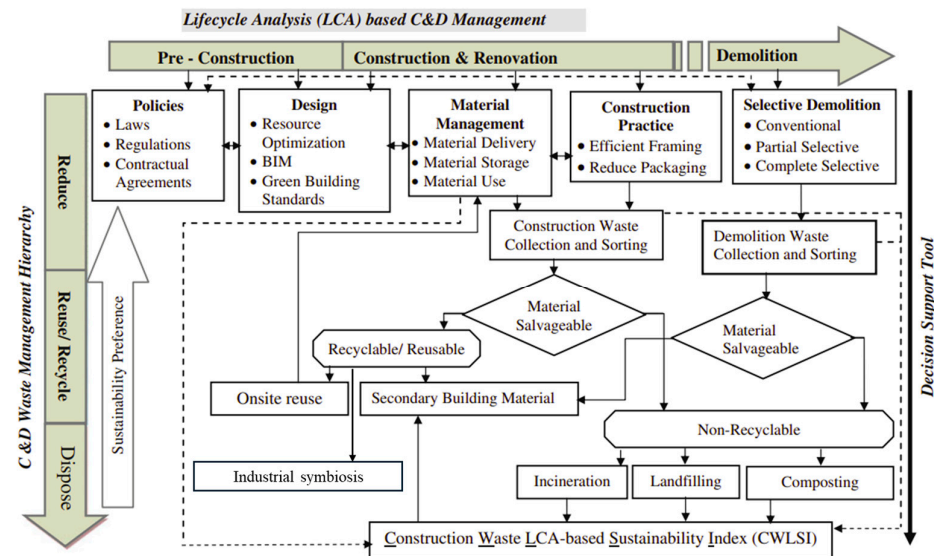 Lifecycle Analysis (LCA) based C&D Management
Pre - Construction
Construction & Renovation
Demolition
C &D Waste Management Hierarchy
Reduce
Reuse/ Recycle
Dispose
Sustainability Preference
Decision Support Tool
Policies
• Laws
• Regulations
• Contractual
Agreements
Design
• Resource
Optimization
• BIM
• Green Building
Standards
Material
Management
• Material Delivery
• Material Storage
• Material Use
Construction
Practice
• Efficient Framing
• Reduce Packaging
Selective Demolition
• Conventional
• Partial Selective
• Complete Selective
Construction Waste
Collection and Sorting
Demolition Waste
Collection and Sorting
Material
Salvageable
Material
Salvageable
Recyclable/ Reusable
Onsite reuse
Secondary Building Material
Non-Recyclable
Industrial symbiosis
Incineration
Landfilling
Composting
Construction Waste LCA-based Sustainability Index (CWLSI)